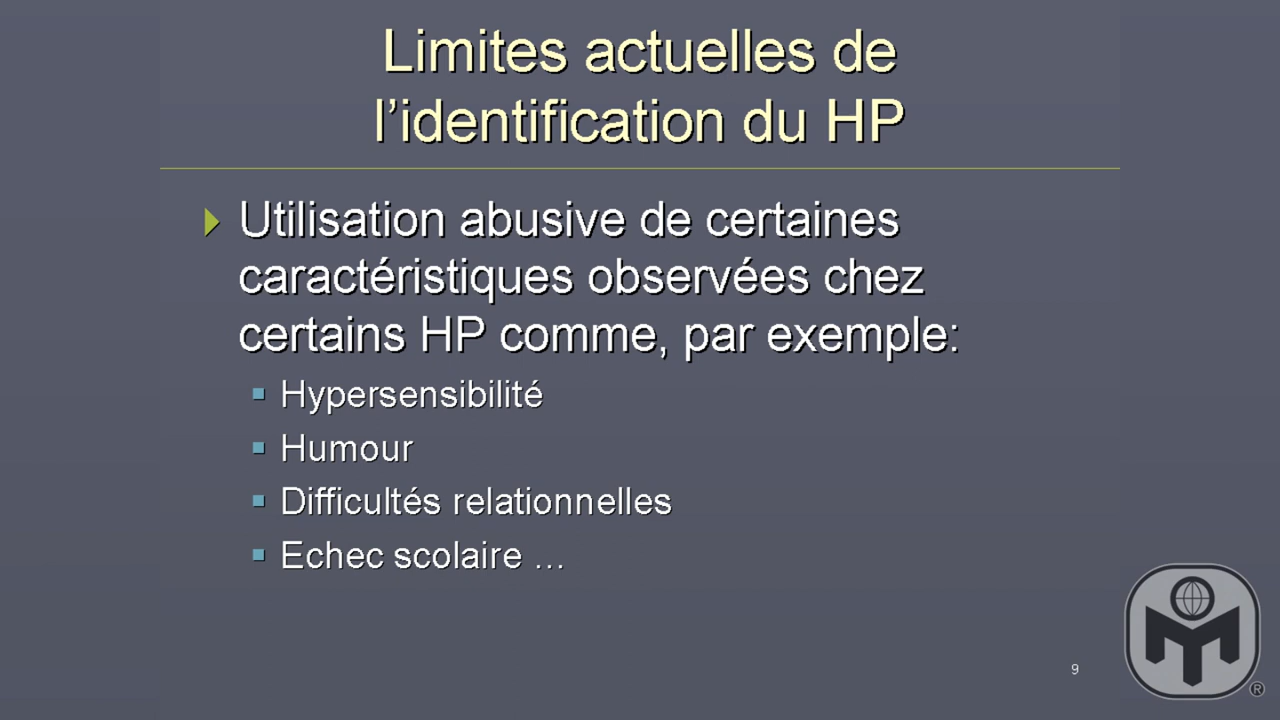 Limites actuelles de
l’identification du HP
Utilisation abusive de certaines
caractéristiques observées chez
certains HP comme, par exemple:
Hypersensibilité
Humour
Difficultés relationnelles
Echec scolaire ...
9
®